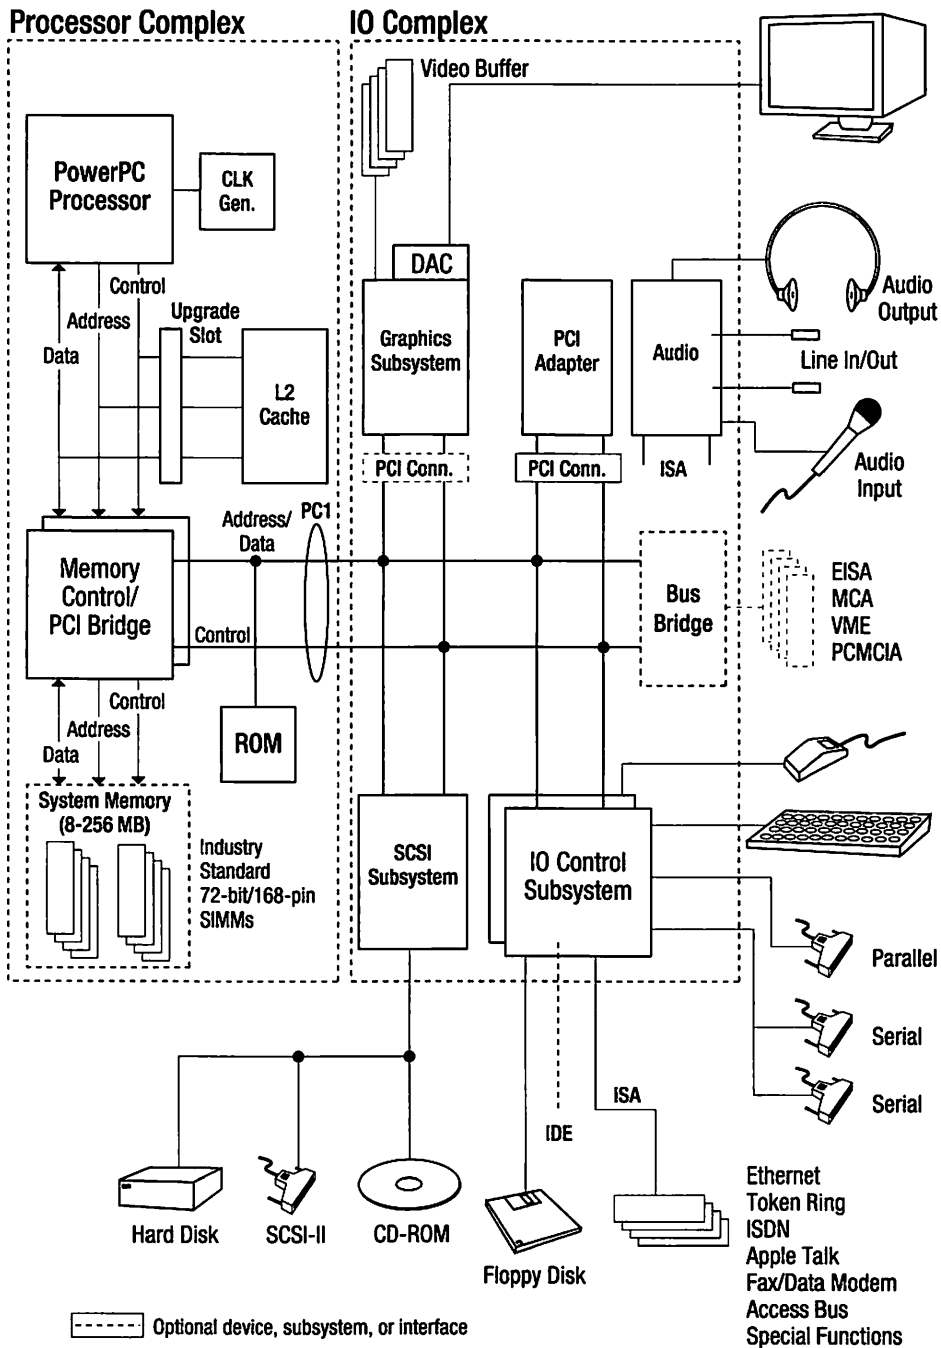 Processor Complex
IO Complex
Video Buffer
PowerPC
Processor
CLK
Gen.
DAC
Control
Address
Data
Upgrade
Slot
L2
Cache
Graphics
Subsystem
PCI
Adapter
Audio
Audio
Output
Line In/Out
PCI Conn.
PCI Conn.
ISA
Audio
Input
Address/
Data
PC1
Memory
Control/
PCI Bridge
Control
Bus
Bridge
EISA
MCA
VME
PCMCIA
Control
Address
Data
ROM
System Memory
(8-256 MB)
Industry
Standard
72-bit/168-pin
SIMMs
SCSI
Subsystem
IO Control
Subsystem
Parallel
Serial
Serial
ISA
IDE
Hard Disk
SCSI-II
CD-ROM
Floppy Disk
Ethernet
Token Ring
ISDN
Apple Talk
Fax/Data Modem
Access Bus
Special Functions
Optional device, subsystem, or interface